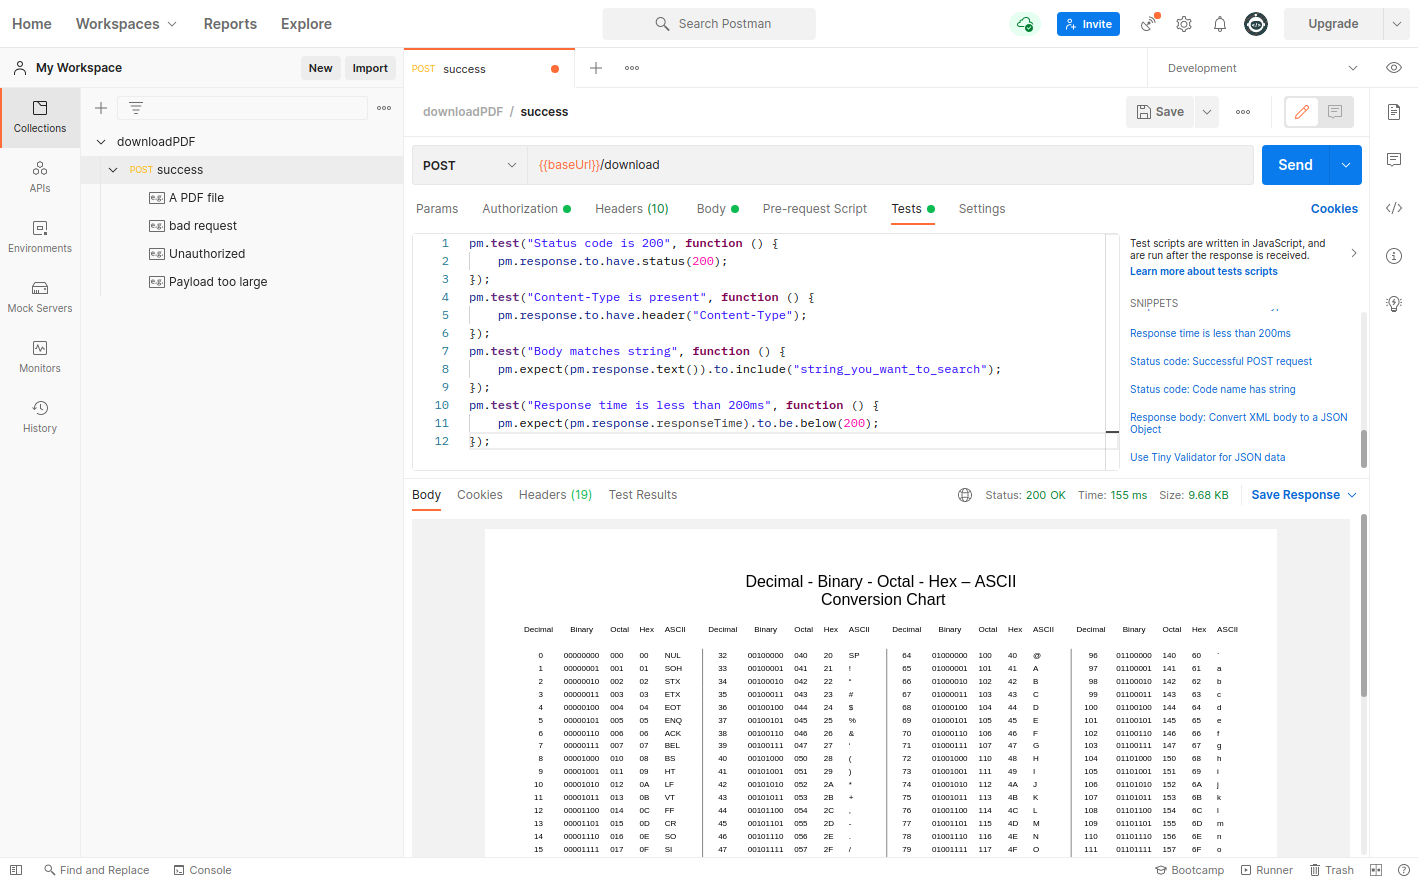 Home Workspaces Reports Explore Search Postman Invite Upgrade
My Workspace New Import POST success Development
Collections
APIs
Environments
Mock Servers
Monitors
History
downloadPDF
POST success
e.g. A PDF file
e.g. bad request
e.g. Unauthorized
e.g. Payload too large
downloadPDF / success Save
POST {{baseUrl}}/download Send
Params Authorization Headers (10) Body Pre-request Script Tests Settings Cookies
1 pm.test("Status code is 200", function () {
2 pm.response.to.have.status(200);
3 });
4 pm.test("Content-Type is present", function () {
5 pm.response.to.have.header("Content-Type");
6 });
7 pm.test("Body matches string", function () {
8 pm.expect(pm.response.text()).to.include("string_you_want_to_search");
9 });
10 pm.test("Response time is less than 200ms", function () {
11 pm.expect(pm.response.responseTime).to.be.below(200);
12 });
Test scripts are written in JavaScript, and
are run after the response is received.
Learn more about tests scripts
SNIPPETS
Response time is less than 200ms
Status code: Successful POST request
Status code: Code name has string
Response body: Convert XML body to a JSON
Object
Use Tiny Validator for JSON data
Body Cookies Headers (19) Test Results Status: 200 OK Time: 155 ms Size: 9.68 KB Save Response
Decimal - Binary - Octal - Hex – ASCII
Conversion Chart
Decimal Binary Octal Hex ASCII Decimal Binary Octal Hex ASCII Decimal Binary Octal Hex ASCII Decimal Binary Octal Hex ASCII
0 00000000 000 00 NUL 32 00100000 040 20 SP 64 01000000 100 40 @ 96 01100000 140 60 `
1 00000001 001 01 SOH 33 00100001 041 21 ! 65 01000001 101 41 A 97 01100001 141 61 a
2 00000010 002 02 STX 34 00100010 042 22 " 66 01000010 102 42 B 98 01100010 142 62 b
3 00000011 003 03 ETX 35 00100011 043 23 # 67 01000011 103 43 C 99 01100011 143 63 c
4 00000100 004 04 EOT 36 00100100 044 24 $ 68 01000100 104 44 D 100 01100100 144 64 d
5 00000101 005 05 ENQ 37 00100101 045 25 % 69 01000101 105 45 E 101 01100101 145 65 e
6 00000110 006 06 ACK 38 00100110 046 26 & 70 01000110 106 46 F 102 01100110 146 66 f
7 00000111 007 07 BEL 39 00100111 047 27 ' 71 01000111 107 47 G 103 01100111 147 67 g
8 00001000 010 08 BS 40 00101000 050 28 ( 72 01001000 110 48 H 104 01101000 150 68 h
9 00001001 011 09 HT 41 00101001 051 29 ) 73 01001001 111 49 I 105 01101001 151 69 i
10 00001010 012 0A LF 42 00101010 052 2A * 74 01001010 112 4A J 106 01101010 152 6A j
11 00001011 013 0B VT 43 00101011 053 2B + 75 01001011 113 4B K 107 01101011 153 6B k
12 00001100 014 0C FF 44 00101100 054 2C , 76 01001100 114 4C L 108 01101100 154 6C l
13 00001101 015 0D CR 45 00101101 055 2D - 77 01001101 115 4D M 109 01101101 155 6D m
14 00001110 016 0E SO 46 00101110 056 2E . 78 01001110 116 4E N 110 01101110 156 6E n
15 00001111 017 0F SI 47 00101111 057 2F / 79 01001111 117 4F O 111 01101111 157 6F o
Find and Replace Console Bootcamp Runner Trash